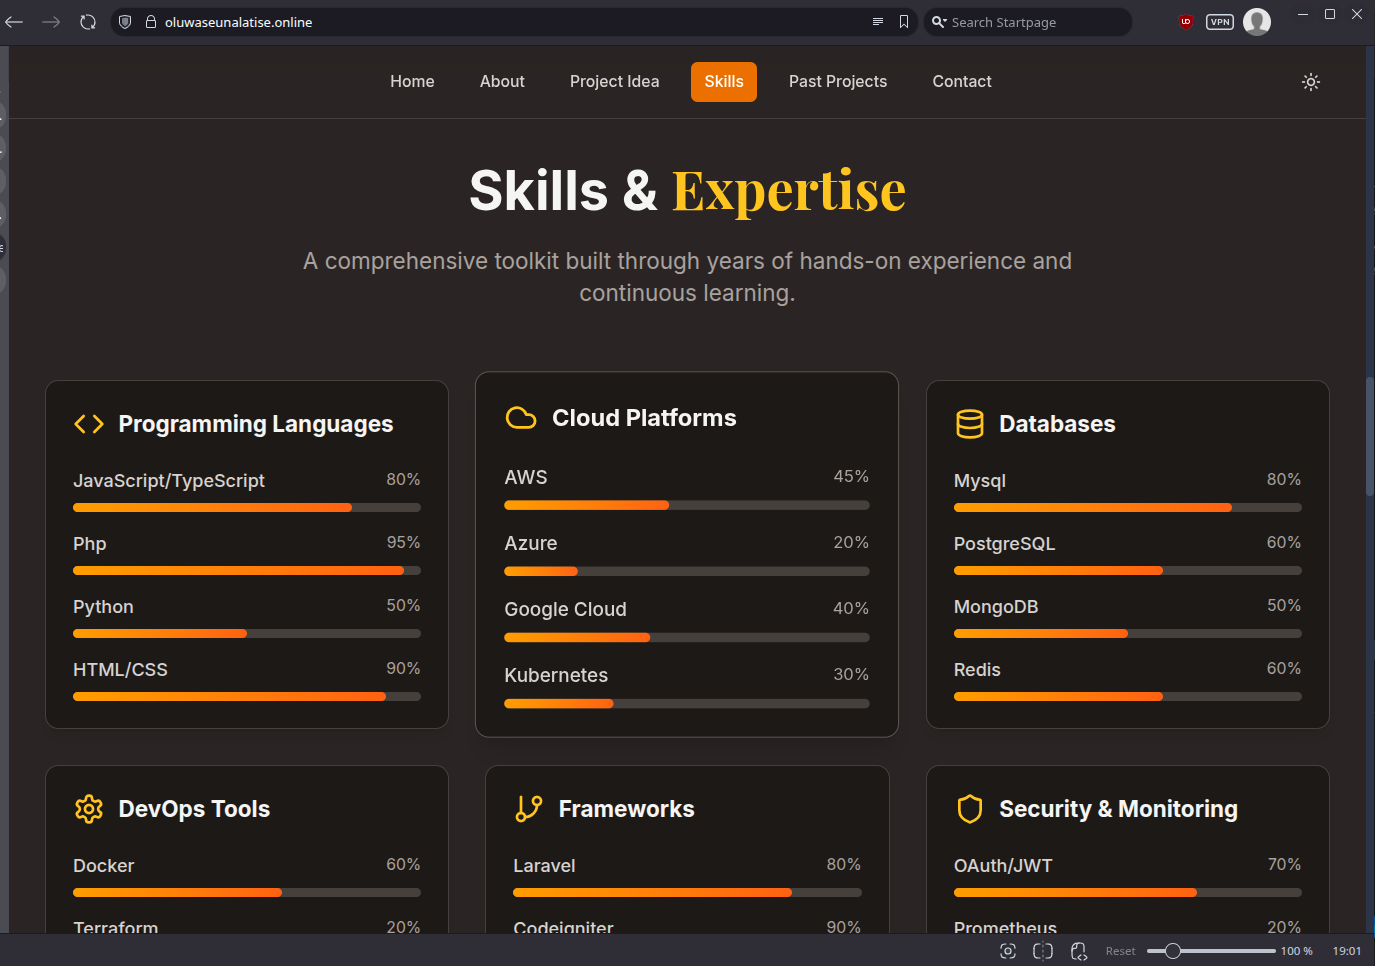 oluwaseunalatise.online
Search Startpage
VPN
Home
About
Project Idea
Skills
Past Projects
Contact
Skills & Expertise
A comprehensive toolkit built through years of hands-on experience and
continuous learning.
Programming Languages
JavaScript/TypeScript 80%
Php 95%
Python 50%
HTML/CSS 90%
Cloud Platforms
AWS 45%
Azure 20%
Google Cloud 40%
Kubernetes 30%
Databases
Mysql 80%
PostgreSQL 60%
MongoDB 50%
Redis 60%
DevOps Tools
Docker 60%
Terraform 20%
Frameworks
Laravel 80%
Codeigniter 90%
Security & Monitoring
OAuth/JWT 70%
Prometheus 20%
Reset
100 %
19:01